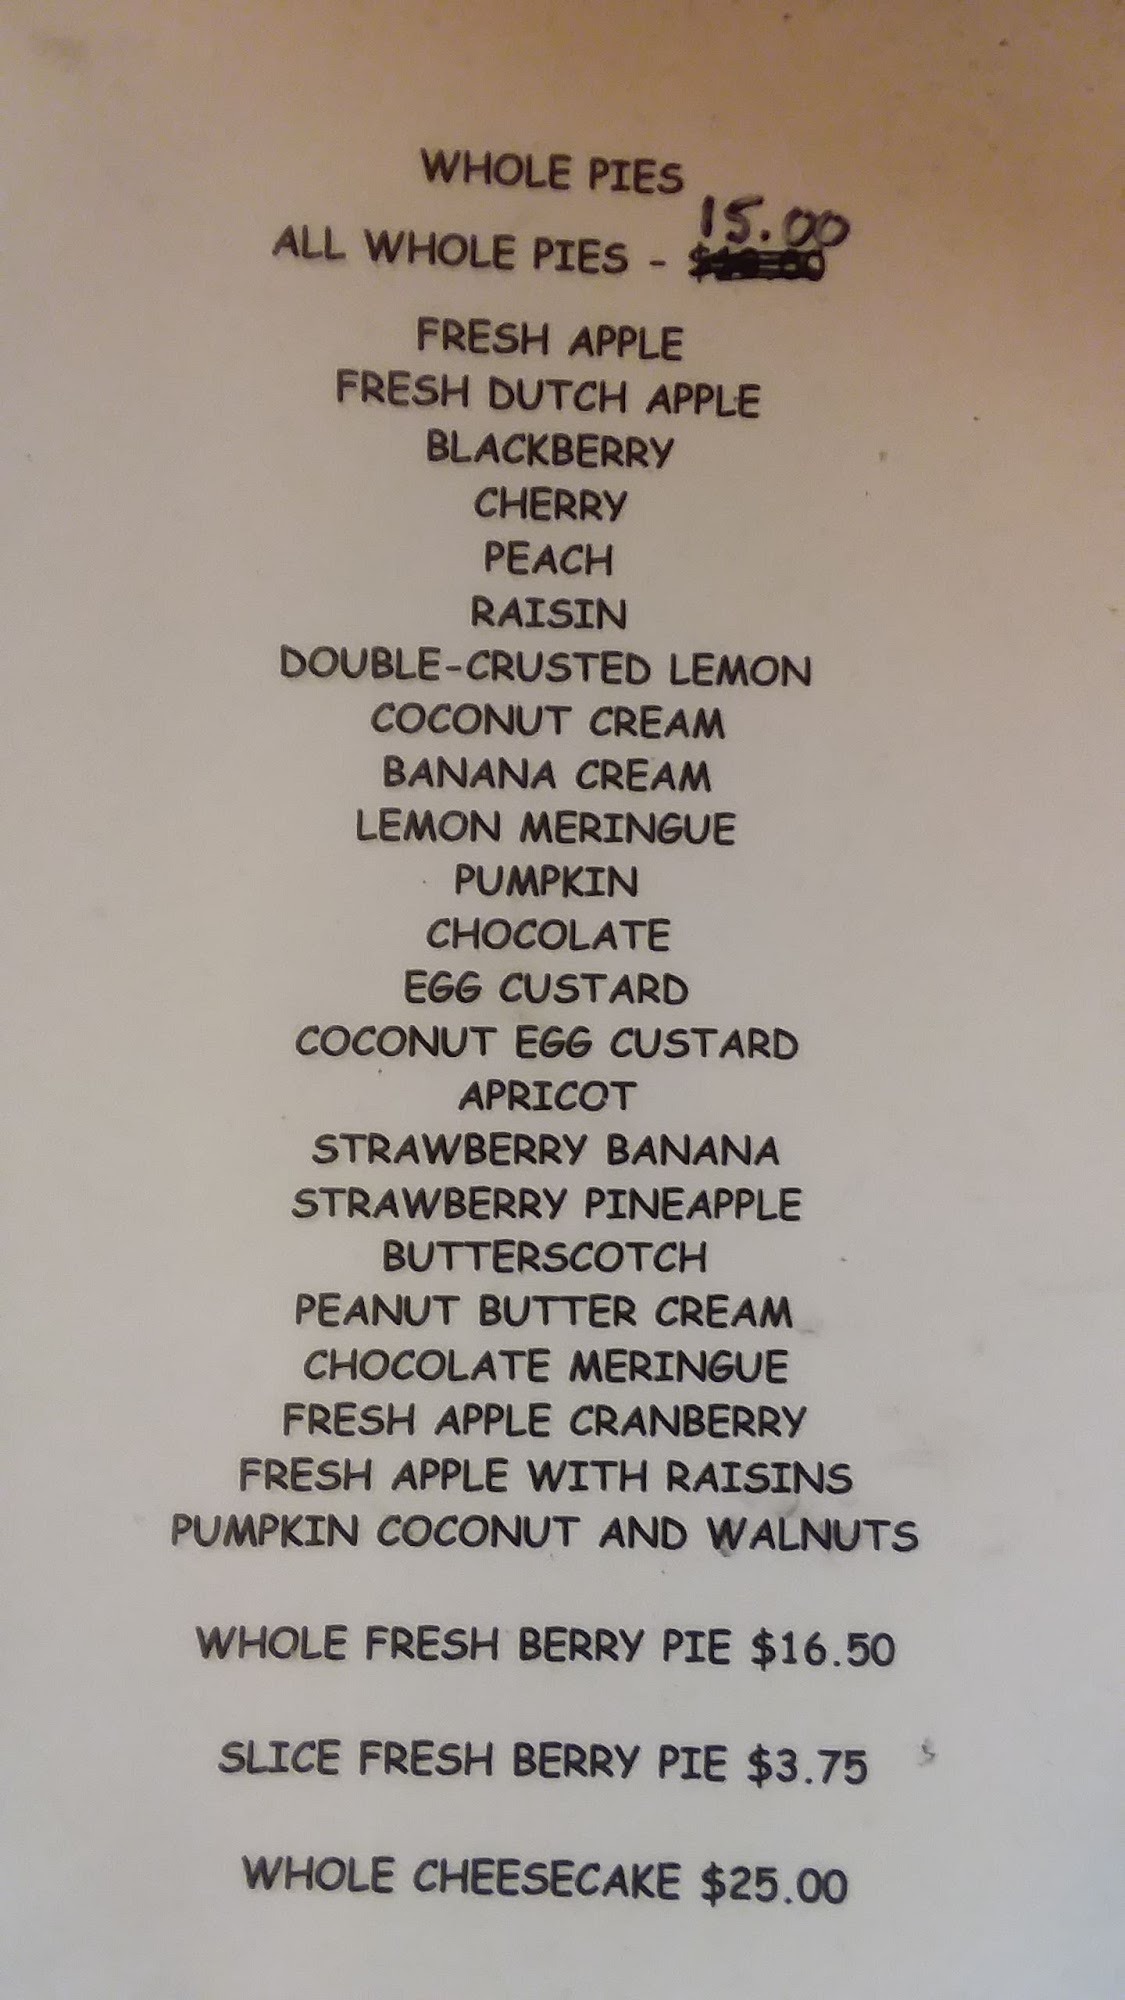 WHOLE PIES
15.00
ALL WHOLE PIES -
FRESH APPLE
FRESH DUTCH APPLE
BLACKBERRY
CHERRY
PEACH
RAISIN
DOUBLE-CRUSTED LEMON
COCONUT CREAM
BANANA CREAM
LEMON MERINGUE
PUMPKIN
CHOCOLATE
EGG CUSTARD
COCONUT EGG CUSTARD
APRICOT
STRAWBERRY BANANA
STRAWBERRY PINEAPPLE
BUTTERSCOTCH
PEANUT BUTTER CREAM
CHOCOLATE MERINGUE
FRESH APPLE CRANBERRY
FRESH APPLE WITH RAISINS
PUMPKIN COCONUT AND WALNUTS
WHOLE FRESH BERRY PIE $16.50
SLICE FRESH BERRY PIE $3.75
WHOLE CHEESECAKE $25.00